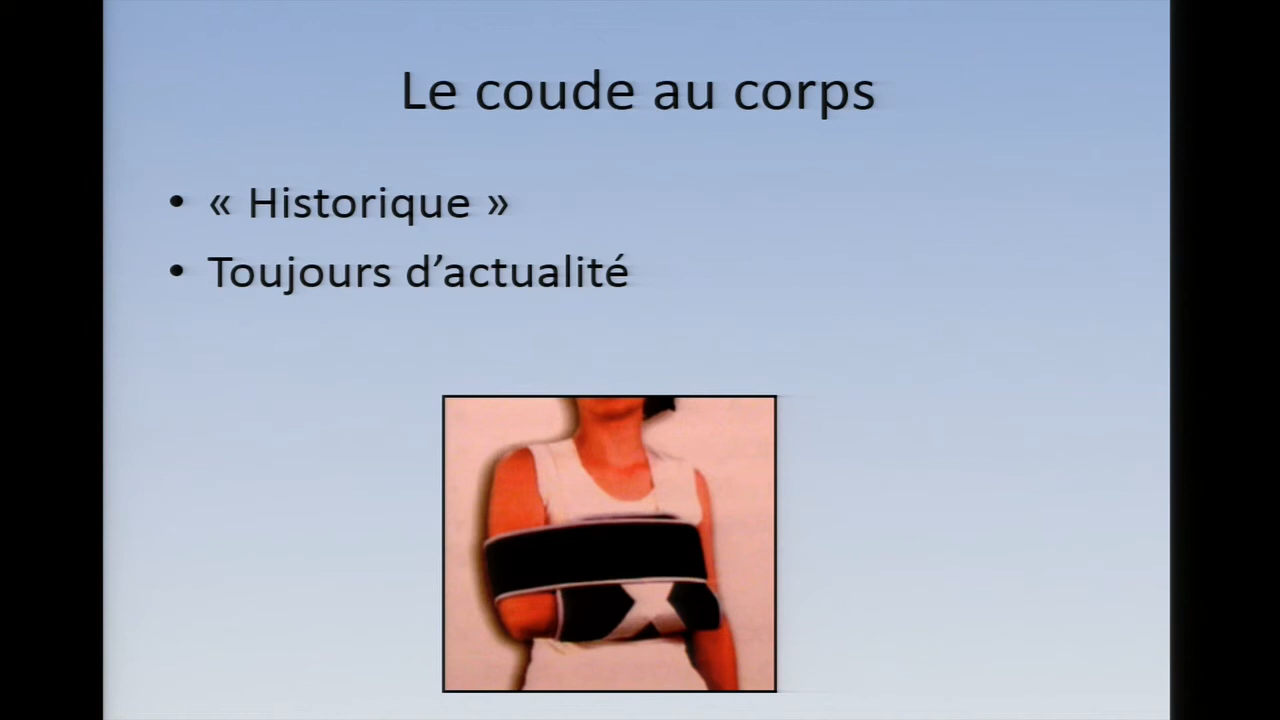 Le coude au corps
• « Historique »
• Toujours d’actualité